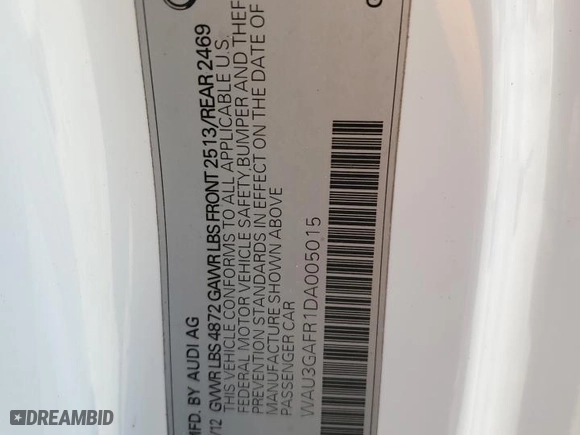 MFD. BY AUDI AG
/12 GVWR LBS 4872 GAWR LBS FRONT 2513/REAR 2469
THIS VEHICLE CONFORMS TO ALL APPLICABLE U.S.
FEDERAL MOTOR VEHICLE SAFETY, BUMPER AND THEF
PREVENTION STANDARDS IN EFFECT ON THE DATE OF
MANUFACTURE SHOWN ABOVE
PASSENGER CAR
WAU3GAFR1DA005015
DREAMBID